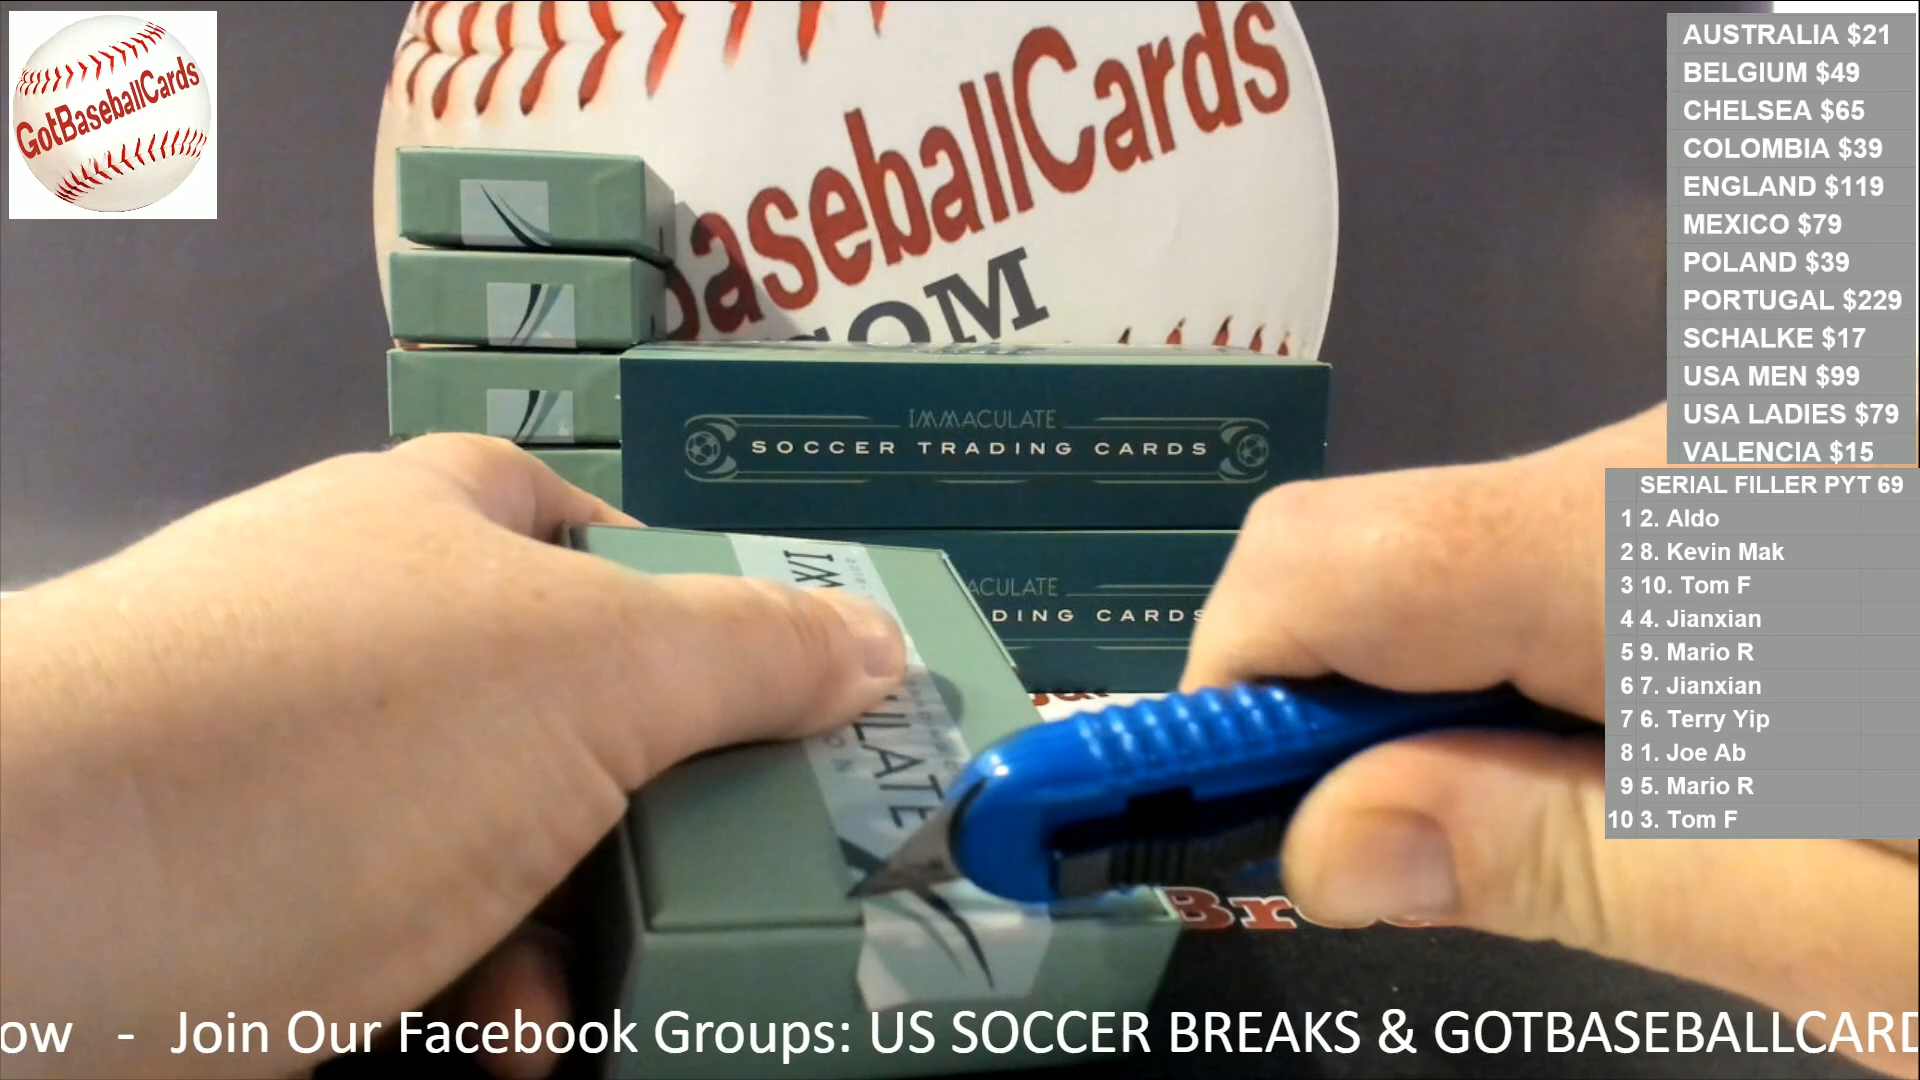 GotBaseballCards
BaseballCards
COM
IMMACULATE
SOCCER TRADING CARDS
AUSTRALIA $21
BELGIUM $49
CHELSEA $65
COLOMBIA $39
ENGLAND $119
MEXICO $79
POLAND $39
PORTUGAL $229
SCHALKE $17
USA MEN $99
USA LADIES $79
VALENCIA $15
SERIAL FILLER PYT 69
1 2. Aldo
2 8. Kevin Mak
3 10. Tom F
4 4. Jianxian
5 9. Mario R
6 7. Jianxian
7 6. Terry Yip
8 1. Joe Ab
9 5. Mario R
10 3. Tom F
ACULATE
DING CARDS
ow - Join Our Facebook Groups: US SOCCER BREAKS & GOTBASEBALLCARD